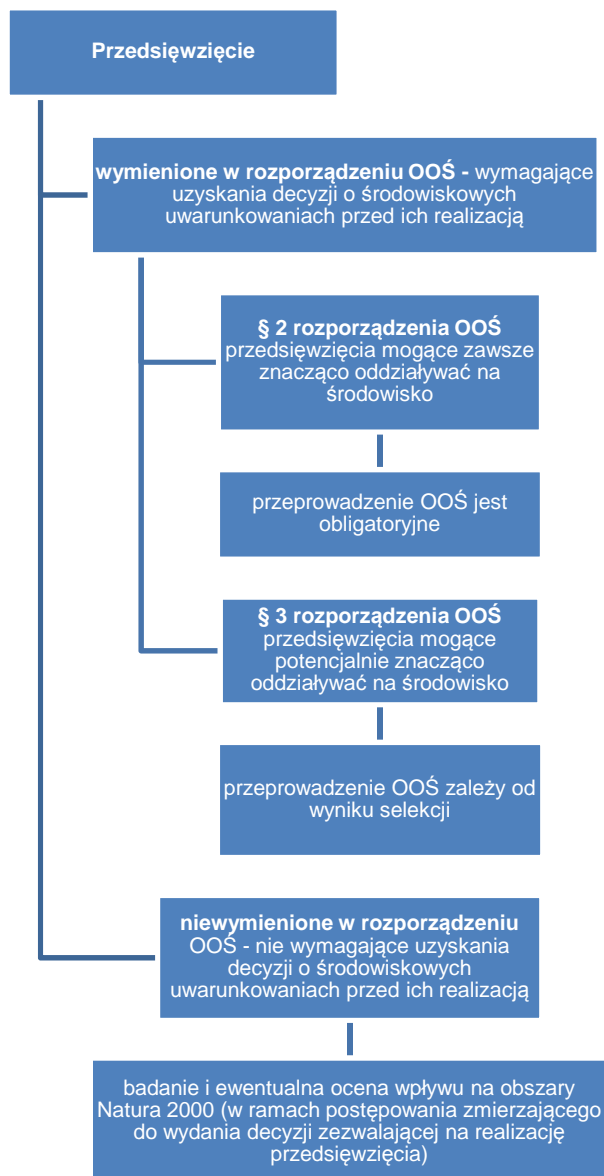 Przedsięwzięcie
wymienione w rozporządzeniu OOŚ - wymagające
uzyskania decyzji o środowiskowych
uwarunkowaniach przed ich realizacją
§ 2 rozporządzenia OOŚ
przedsięwzięcia mogące zawsze
znacząco oddziaływać na
środowisko
przeprowadzenie OOŚ jest
obligatoryjne
§ 3 rozporządzenia OOŚ
przedsięwzięcia mogące
potencjalnie znacząco
oddziaływać na środowisko
przeprowadzenie OOŚ zależy od
wyniku selekcji
niewymienione w rozporządzeniu
OOŚ - nie wymagające uzyskania
decyzji o środowiskowych
uwarunkowaniach przed ich realizacją
badanie i ewentualna ocena wpływu na obszary
Natura 2000 (w ramach postępowania zmierzającego
do wydania decyzji zezwalającej na realizację
przedsięwzięcia)